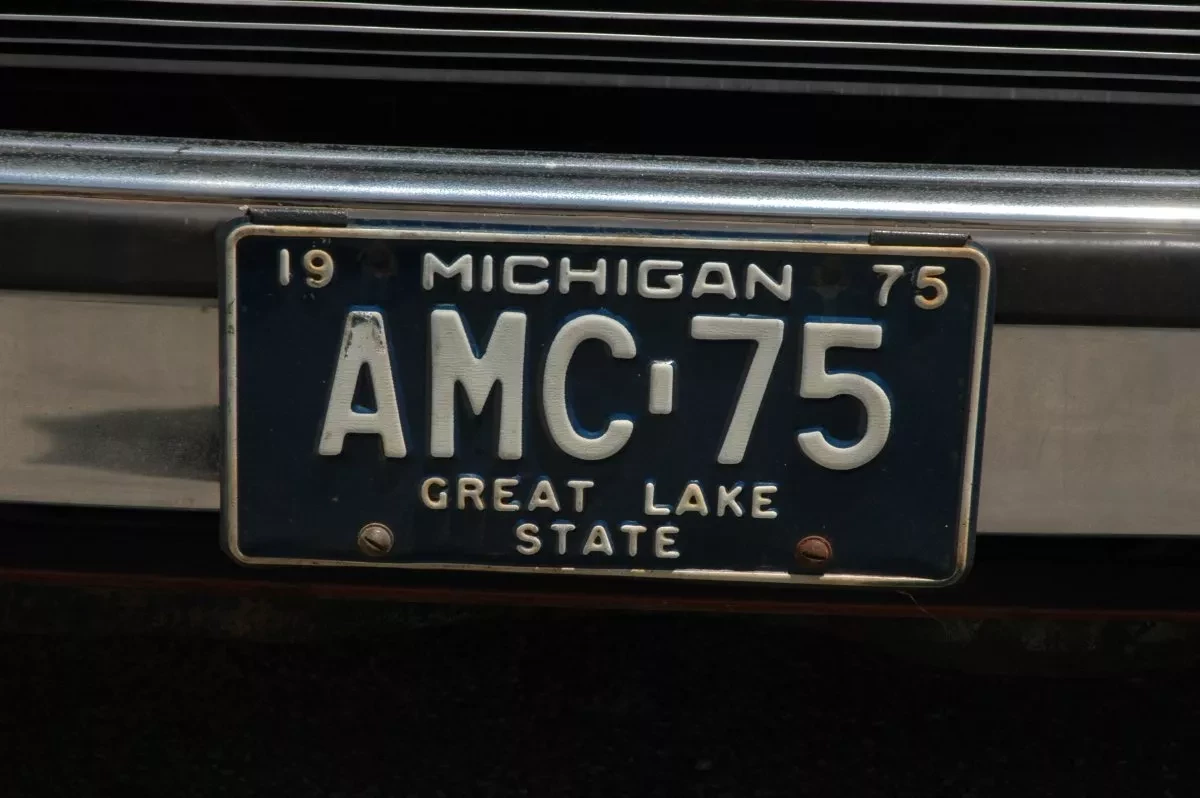 19 MICHIGAN 75
AMC-75
GREAT LAKE
STATE